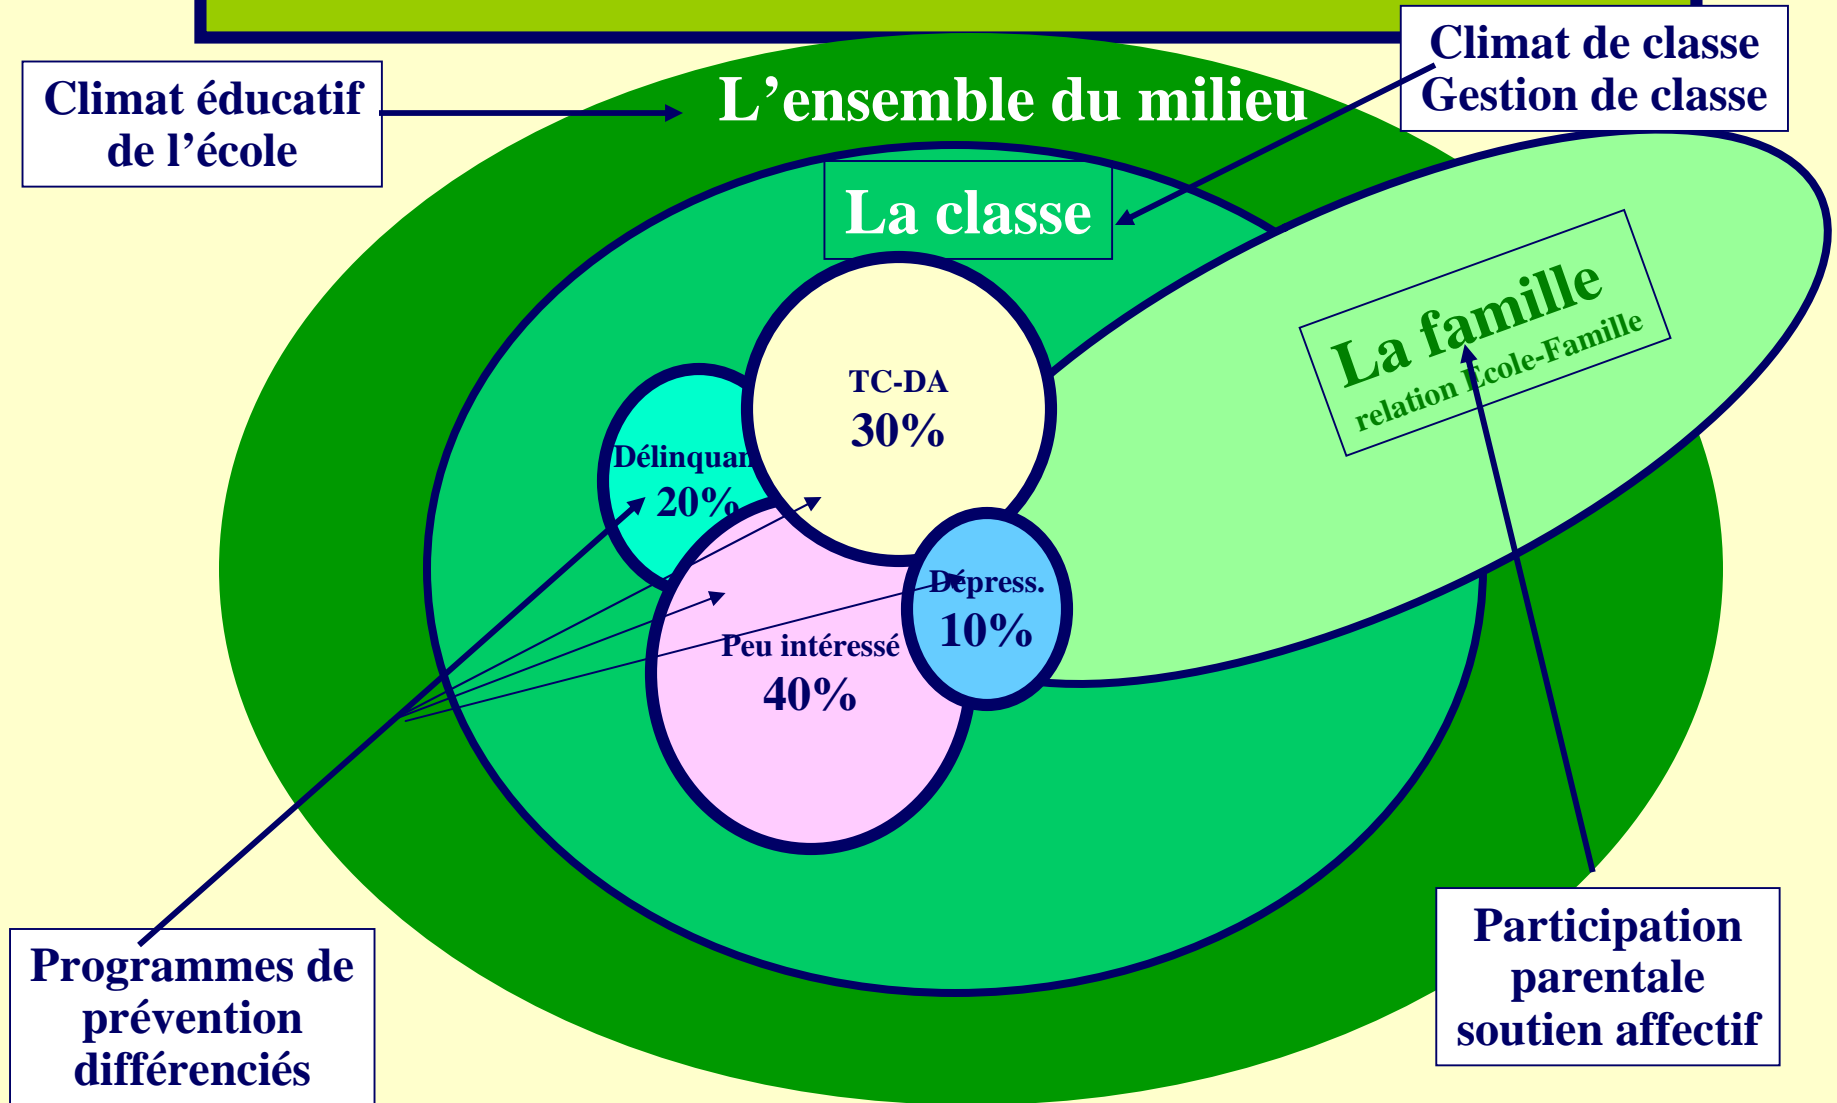 Climat de classe
Gestion de classe
Climat éducatif
de l’école
L’ensemble du milieu
La classe
La famille
relation Ecole-Famille
TC-DA
30%
Délinquan
20%
Dépress.
10%
Peu intéressé
40%
Programmes de
prévention
différenciés
Participation
parentale
soutien affectif